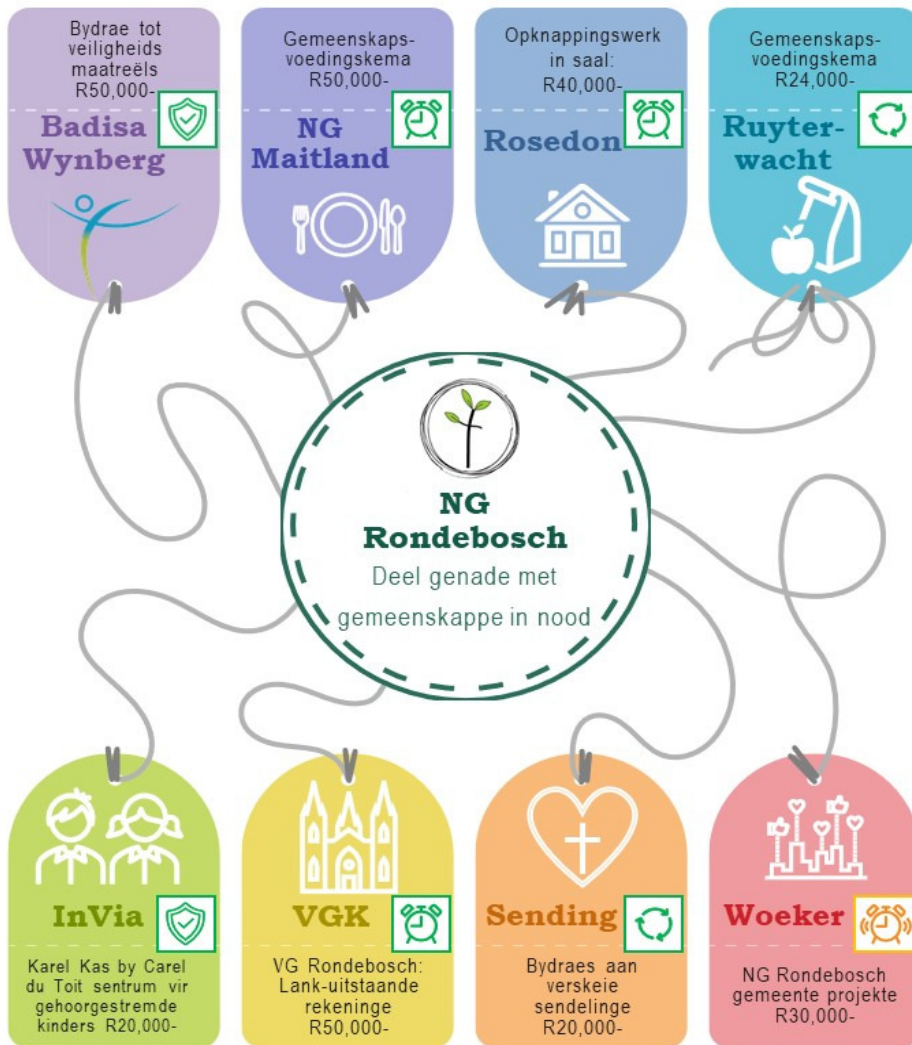 Bydrae tot
veiligheids
maatreëls
R50,000-
Badisa
Wynberg
Gemeenskaps-
voedingskema
R50,000-
NG
Maitland
Opknappingswerk
in saal:
R40,000-
Rosedon
Gemeenskaps-
voedingskema
R24,000-
Ruyter-
wacht
NG
Rondebosch
Deel genade met
gemeenskappe in nood
InVia
Karel Kas by Carel
du Toit sentrum vir
gehoorgestremde
kinders R20,000-
VGK
VG Rondebosch:
Lank-uitstaande
rekeninge
R50,000-
Sending
Bydraes aan
verskeie
sendelinge
R20,000-
Woeker
NG Rondebosch
gemeente projekte
R30,000-